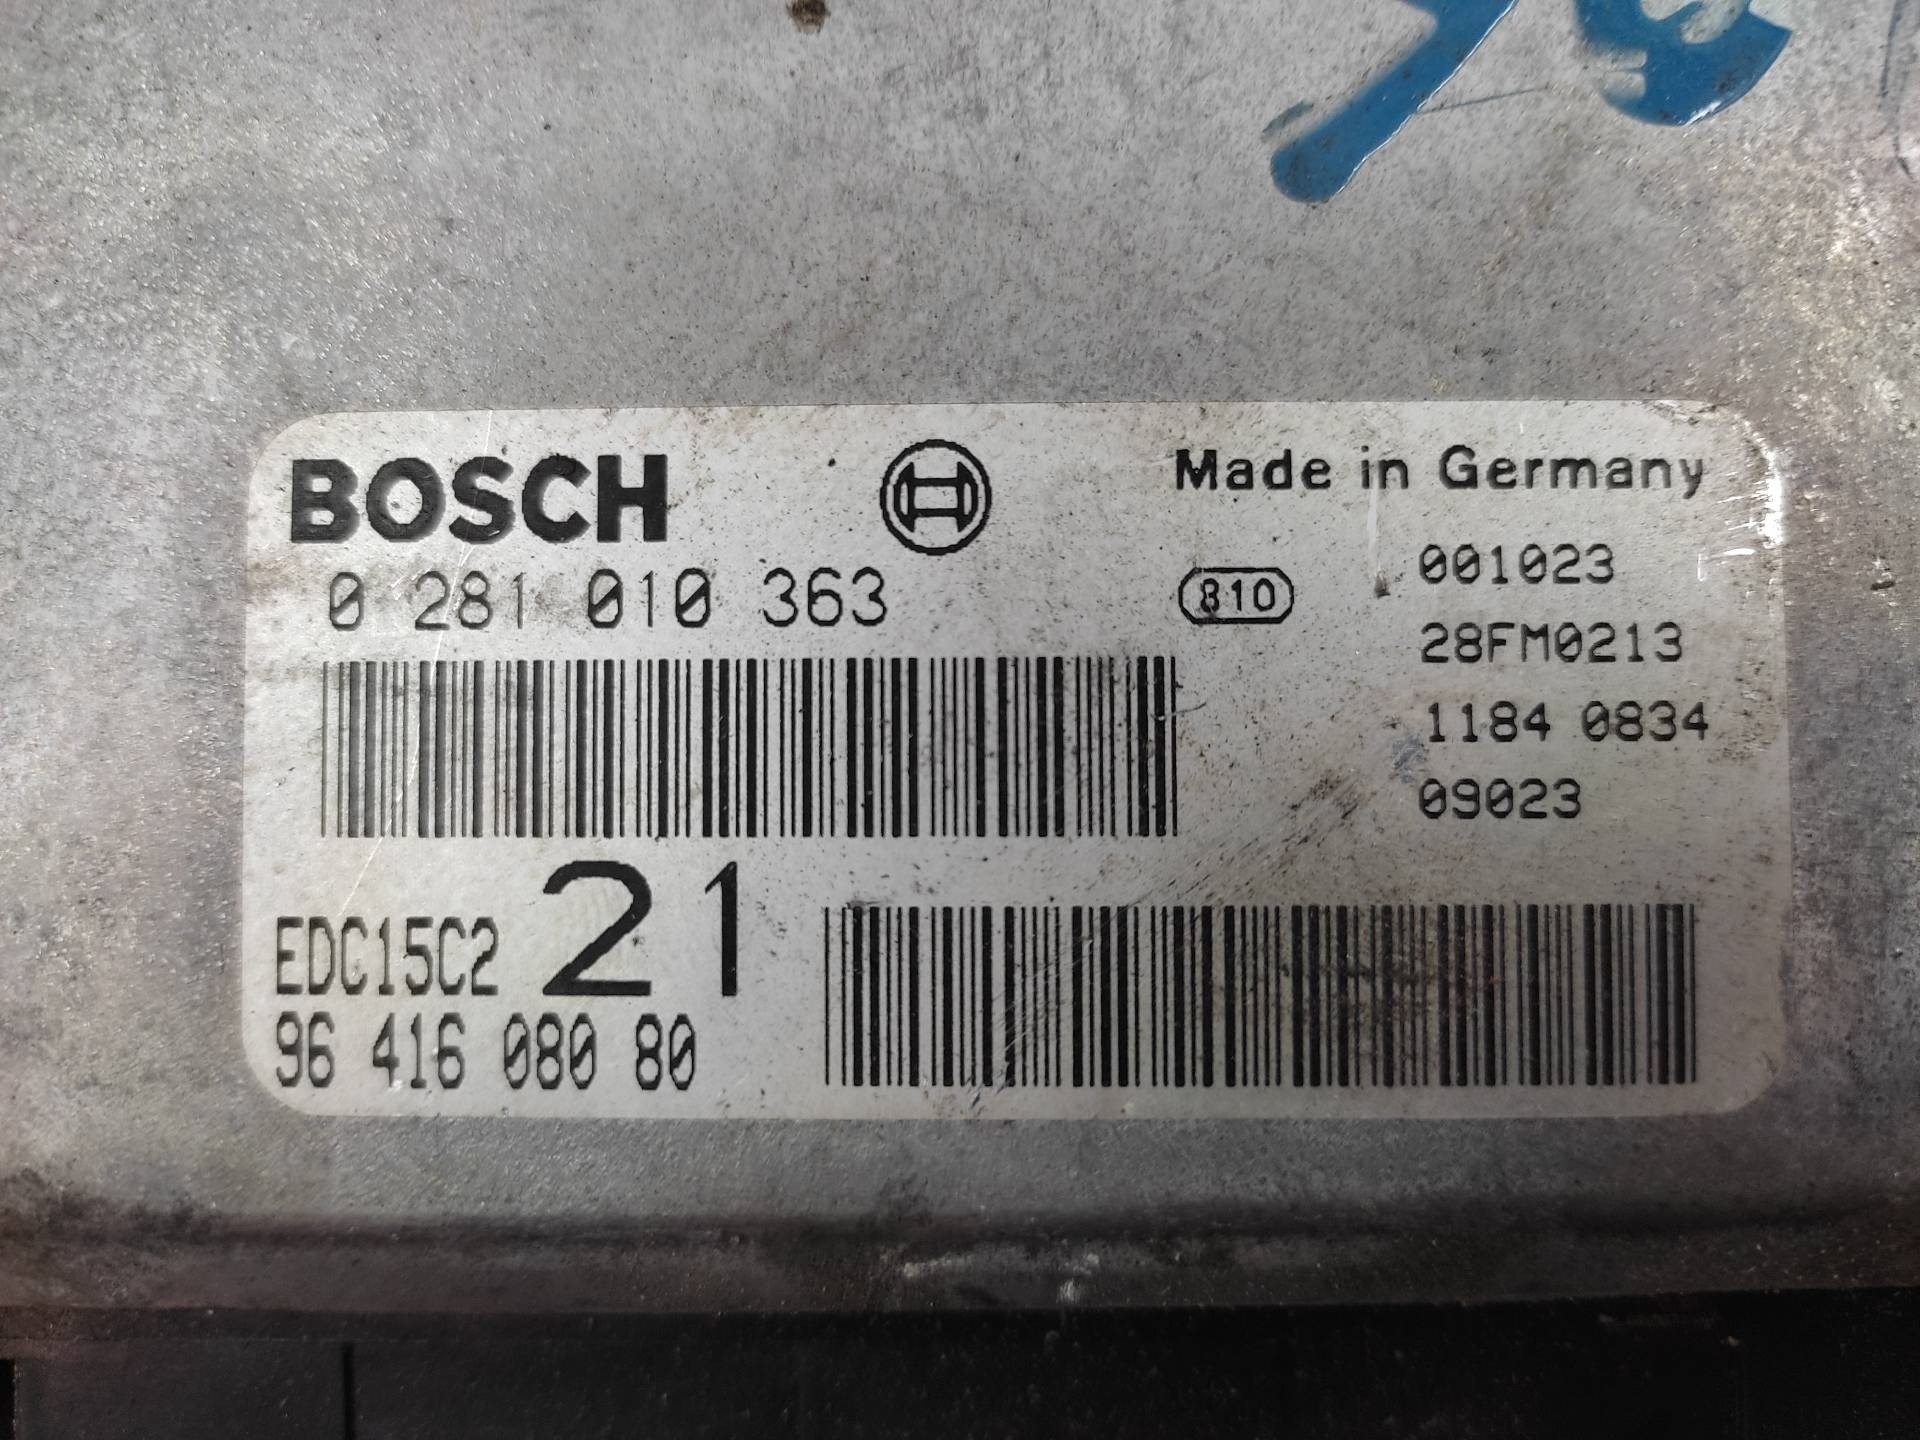 BOSCH
Made in Germany
0 281 010 363
810
001023
28FM0213
1184 0834
09023
EDC15C2 21
96 416 080 80